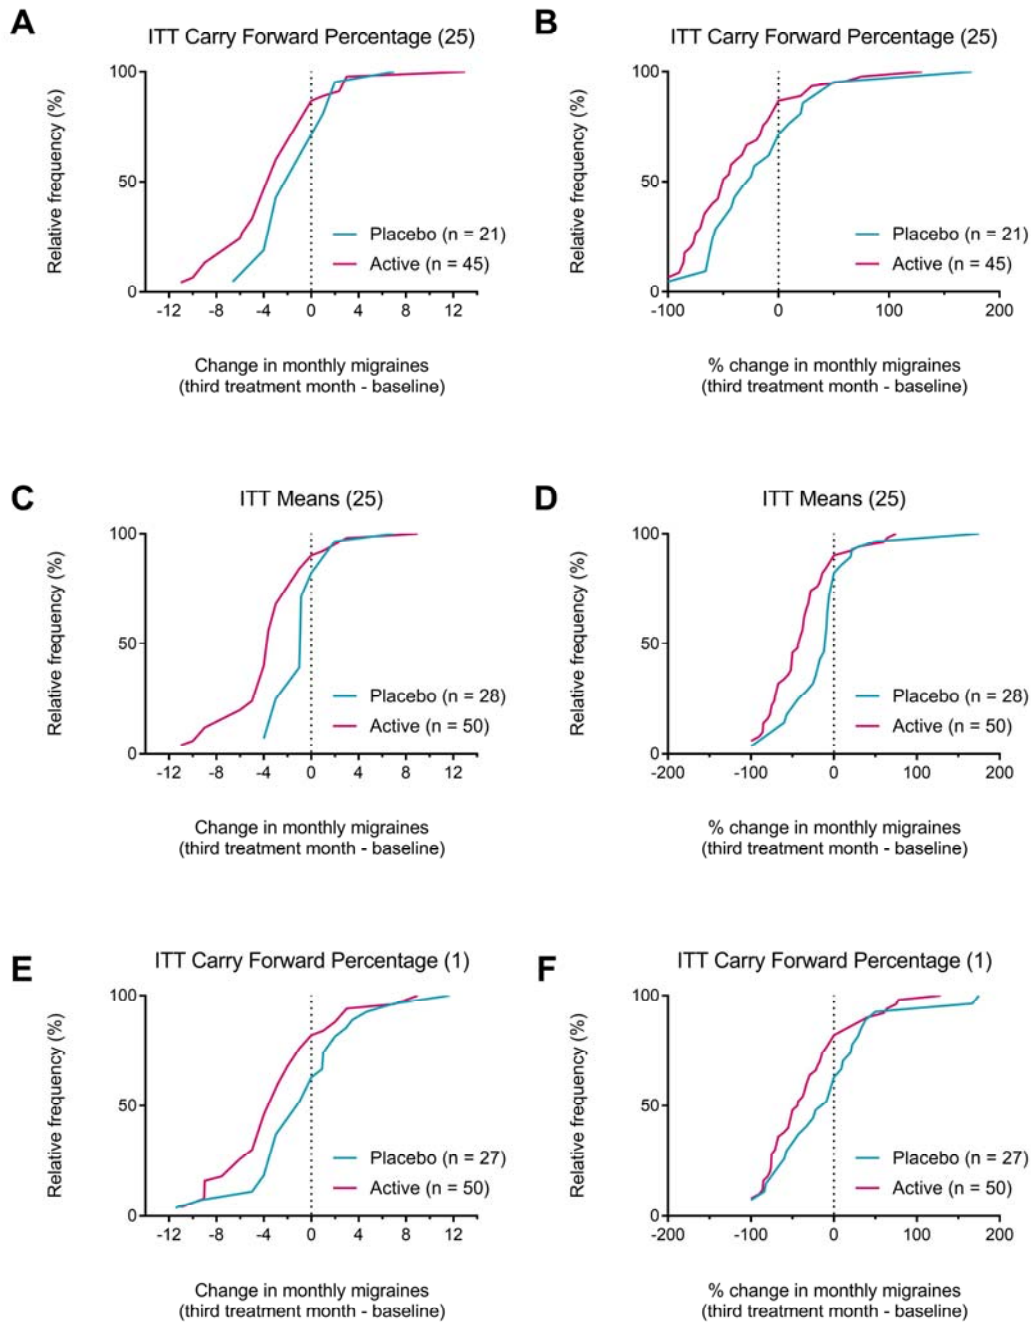 A
ITT Carry Forward Percentage (25)
Relative frequency (%)
100
50
0
Placebo (n = 21)
Active (n = 45)
-12 -8 -4 0 4 8 12
Change in monthly migraines
(third treatment month - baseline)
B
ITT Carry Forward Percentage (25)
Relative frequency (%)
100
50
0
Placebo (n = 21)
Active (n = 45)
-100 0 100 200
% change in monthly migraines
(third treatment month - baseline)
C
ITT Means (25)
Relative frequency (%)
100
50
0
Placebo (n = 28)
Active (n = 50)
-12 -8 -4 0 4 8 12
Change in monthly migraines
(third treatment month - baseline)
D
ITT Means (25)
Relative frequency (%)
100
50
0
Placebo (n = 28)
Active (n = 50)
-200 -100 0 100 200
% change in monthly migraines
(third treatment month - baseline)
E
ITT Carry Forward Percentage (1)
Relative frequency (%)
100
50
0
Placebo (n = 27)
Active (n = 50)
-12 -8 -4 0 4 8 12
Change in monthly migraines
(third treatment month - baseline)
F
ITT Carry Forward Percentage (1)
Relative frequency (%)
100
50
0
Placebo (n = 27)
Active (n = 50)
-200 -100 0 100 200
% change in monthly migraines
(third treatment month - baseline)